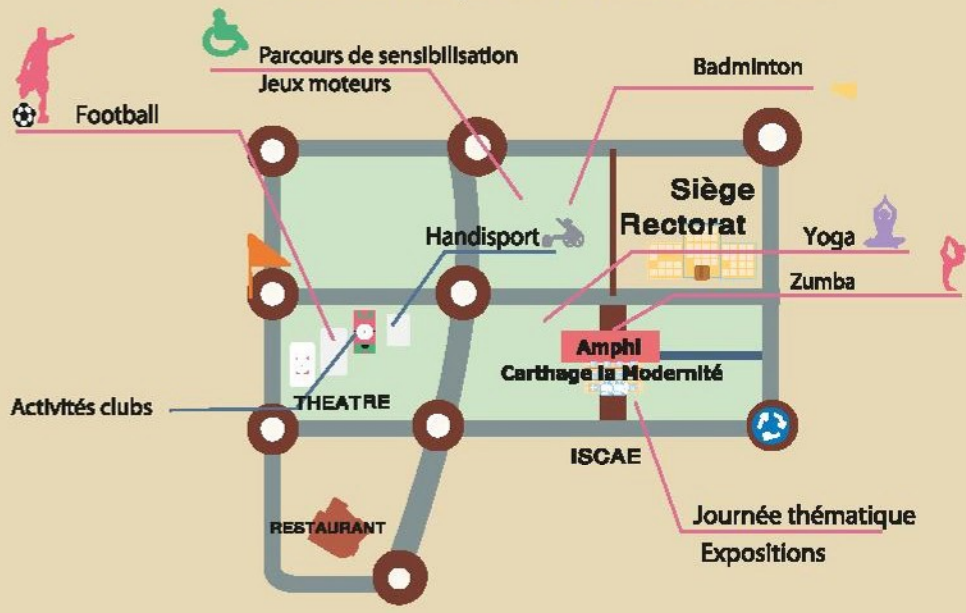 Parcours de sensibilisation
Jeux moteurs
Badminton
Football
Siège
Rectorat
Handisport
Yoga
Zumba
Amphi
Carthage la Modernité
Activités clubs
THEATRE
ISCAE
RESTAURANT
Journée thématique
Expositions